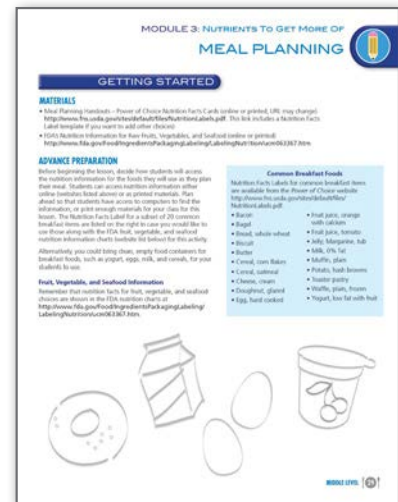 MODULE 3: NUTRIENTS TO GET MORE OF
MEAL PLANNING
GETTING STARTED
MATERIALS
• Meal Planning Handouts – Power of Choice Nutrition Facts Cards (online or printed, URL may change)
http://www.fns.usda.gov/sites/default/files/NutritionLabels.pdf. This link includes a Nutrition Facts
Label template if you want to add other choices)
• FDA's Nutrition Information for Raw Fruits, Vegetables, and Seafood (online or printed)
http://www.fda.gov/Food/IngredientsPackagingLabeling/LabelingNutrition/ucm063367.htm
ADVANCE PREPARATION
Before beginning the lesson, decide how students will access
the nutrition information for the foods they will use as they plan
their meal. Students can access nutrition information either
online (websites listed above) or as printed materials. Plan
ahead so that students have access to computers to find the
information, or print enough materials for your class for this
lesson. The Nutrition Facts Label for a subset of 20 common
breakfast items are listed on the right in case you would like to
use those along with the FDA fruit, vegetable, and seafood
nutrition information charts (website list below) for this activity.
Alternatively, you could bring clean, empty food containers for
breakfast foods, such as yogurt, eggs, milk, and cereals, for your
students to use.
Fruit, Vegetable, and Seafood Information
Remember that nutrition facts for fruit, vegetable, and seafood
choices are shown in the FDA nutrition charts at
http://www.fda.gov/Food/IngredientsPackagingLabeling/
LabelingNutrition/ucm063367.htm.
Common Breakfast Foods
Nutrition Facts Labels for common breakfast items
are available from the Power of Choice website
http://www.fns.usda.gov/sites/default/files/
NutritionLabels.pdf
• Bacon
• Bagel
• Bread, whole wheat
• Biscuit
• Butter
• Cereal, corn flakes
• Cereal, oatmeal
• Cheese, cream
• Doughnut, glazed
• Egg, hard cooked
• Fruit juice, orange
with calcium
• Fruit juice, tomato
• Jelly, Margarine, tub
• Milk, 0% fat
• Muffin, plain
• Potato, hash browns
• Toaster pastry
• Waffle, plain, frozen
• Yogurt, low fat with fruit
MIDDLE LEVEL